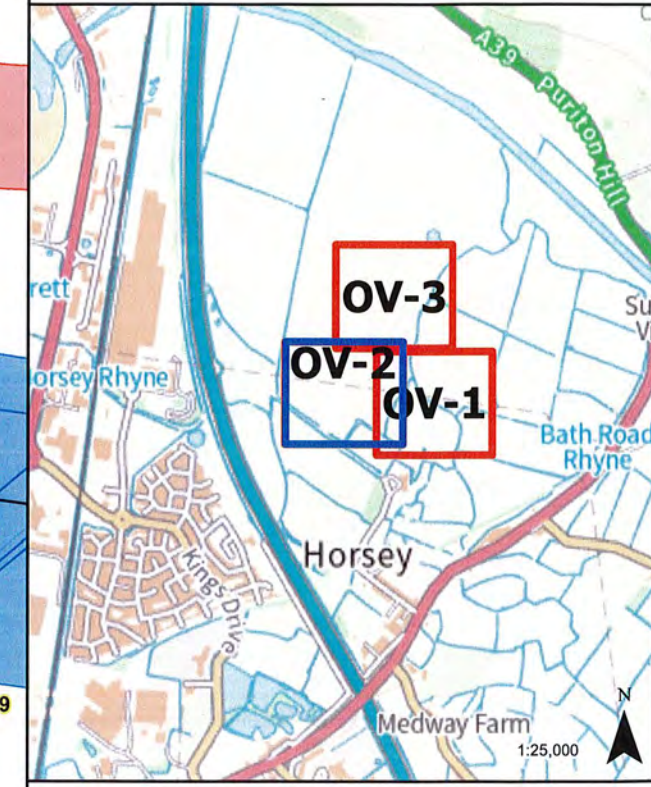 A39 Puriton Hill
rett
OV-3
Su
Vi
OV-2
orsey Rhyne
OV-1
Bath Road
Rhyne
Horsey
Kings Drive
9
Medway Farm
N
1:25,000